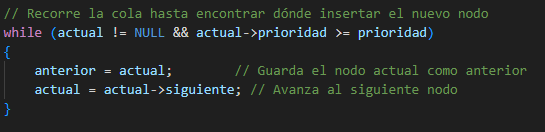 // Recorre la cola hasta encontrar dónde insertar el nuevo nodo
while (actual != NULL && actual->prioridad >= prioridad)
{
    anterior = actual;        // Guarda el nodo actual como anterior
    actual = actual->siguiente; // Avanza al siguiente nodo
}